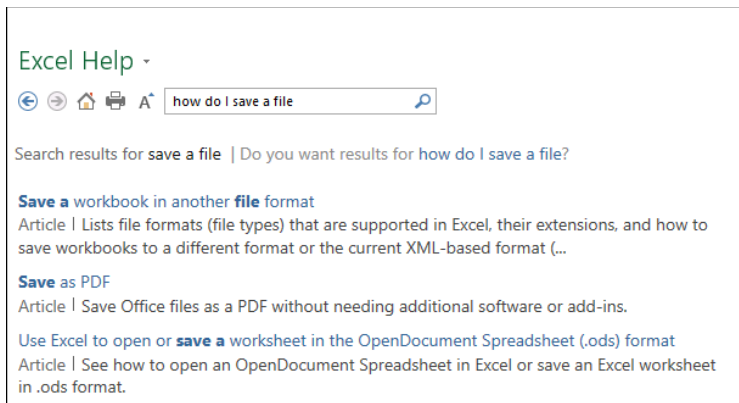 Excel Help
A
how do I save a file
Search results for save a file | Do you want results for how do I save a file?
Save a workbook in another file format
Article | Lists file formats (file types) that are supported in Excel, their extensions, and how to
save workbooks to a different format or the current XML-based format (...
Save as PDF
Article | Save Office files as a PDF without needing additional software or add-ins.
Use Excel to open or save a worksheet in the OpenDocument Spreadsheet (.ods) format
Article | See how to open an OpenDocument Spreadsheet in Excel or save an Excel worksheet
in .ods format.